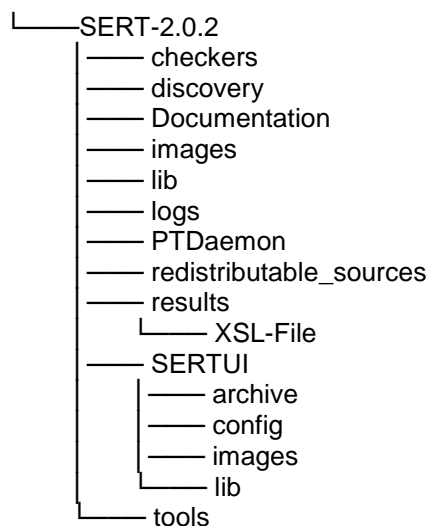 SERT-2.0.2
checkers
discovery
Documentation
images
lib
logs
PTDaemon
redistributable_sources
results
XSL-File
SERTUI
archive
config
images
lib
tools